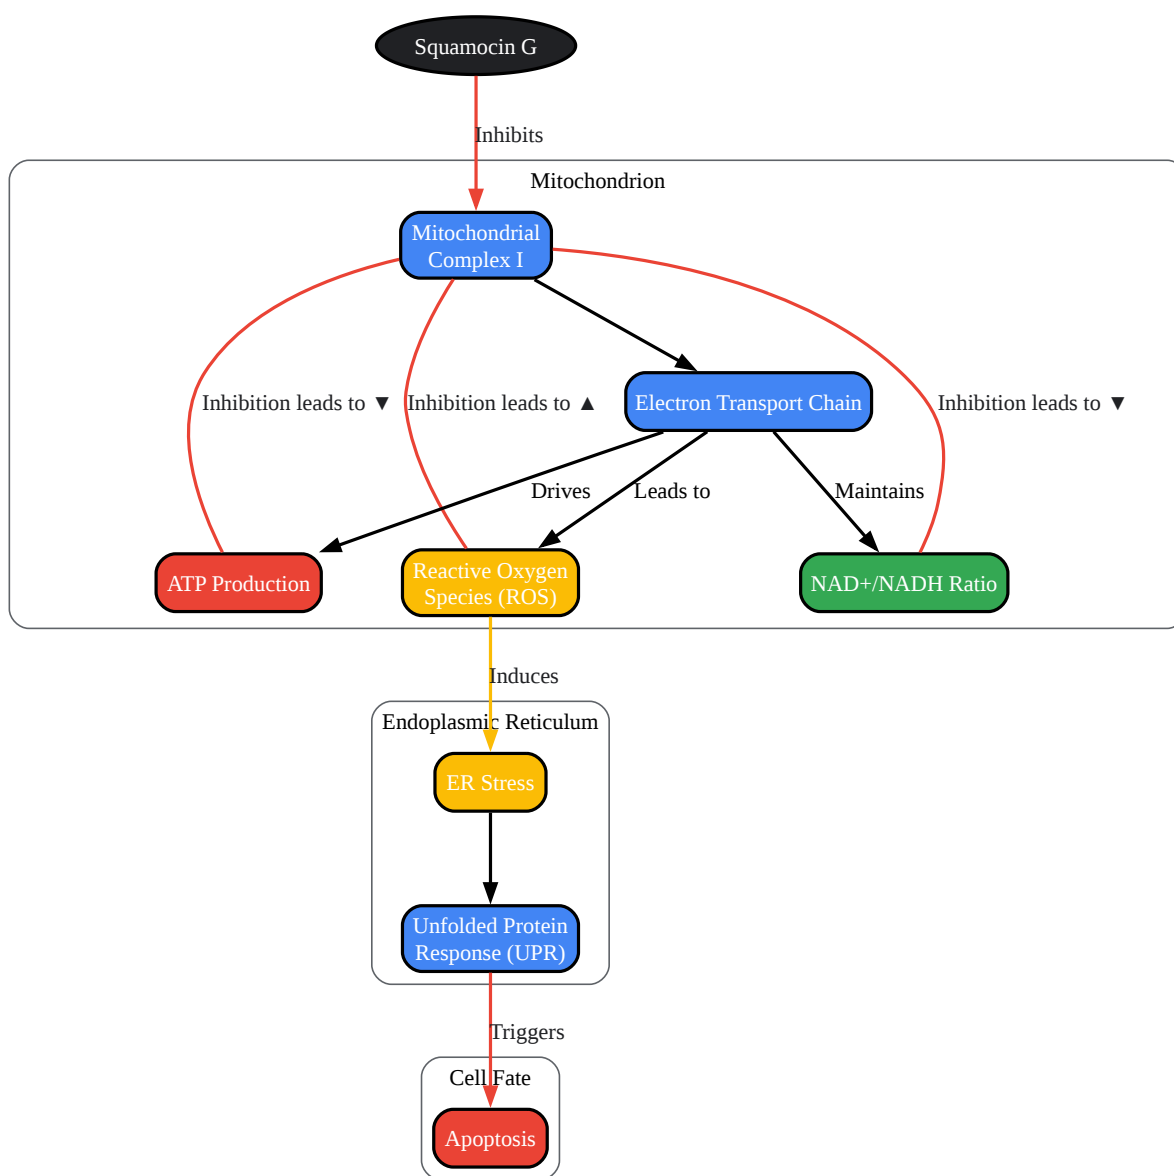 Squamocin G
Inhibits
Mitochondrion
Mitochondrial
Complex I
Inhibition leads to ▼
Inhibition leads to ▲
Electron Transport Chain
Inhibition leads to ▼
Drives
Leads to
Maintains
ATP Production
Reactive Oxygen
Species (ROS)
NAD+/NADH Ratio
Induces
Endoplasmic Reticulum
ER Stress
Unfolded Protein
Response (UPR)
Triggers
Cell Fate
Apoptosis